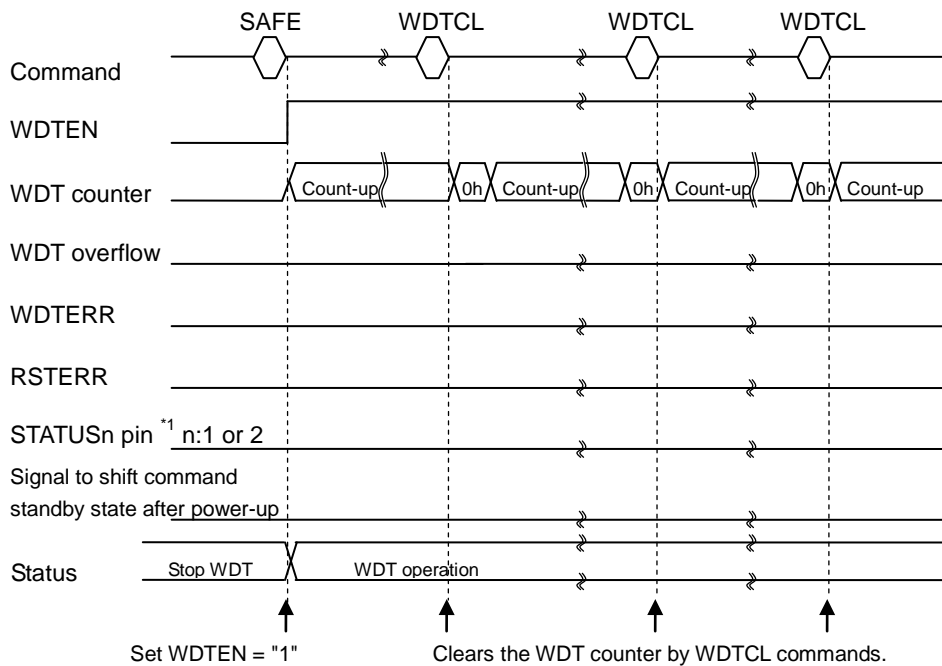 SAFE WDTCL WDTCL WDTCL
Command
WDTEN
WDT counter Count-up 0h Count-up 0h Count-up 0h Count-up
WDT overflow
WDTERR
RSTERR
STATUSn pin *1 n:1 or 2
Signal to shift command
standby state after power-up
Status Stop WDT WDT operation
Set WDTEN = "1" Clears the WDT counter by WDTCL commands.